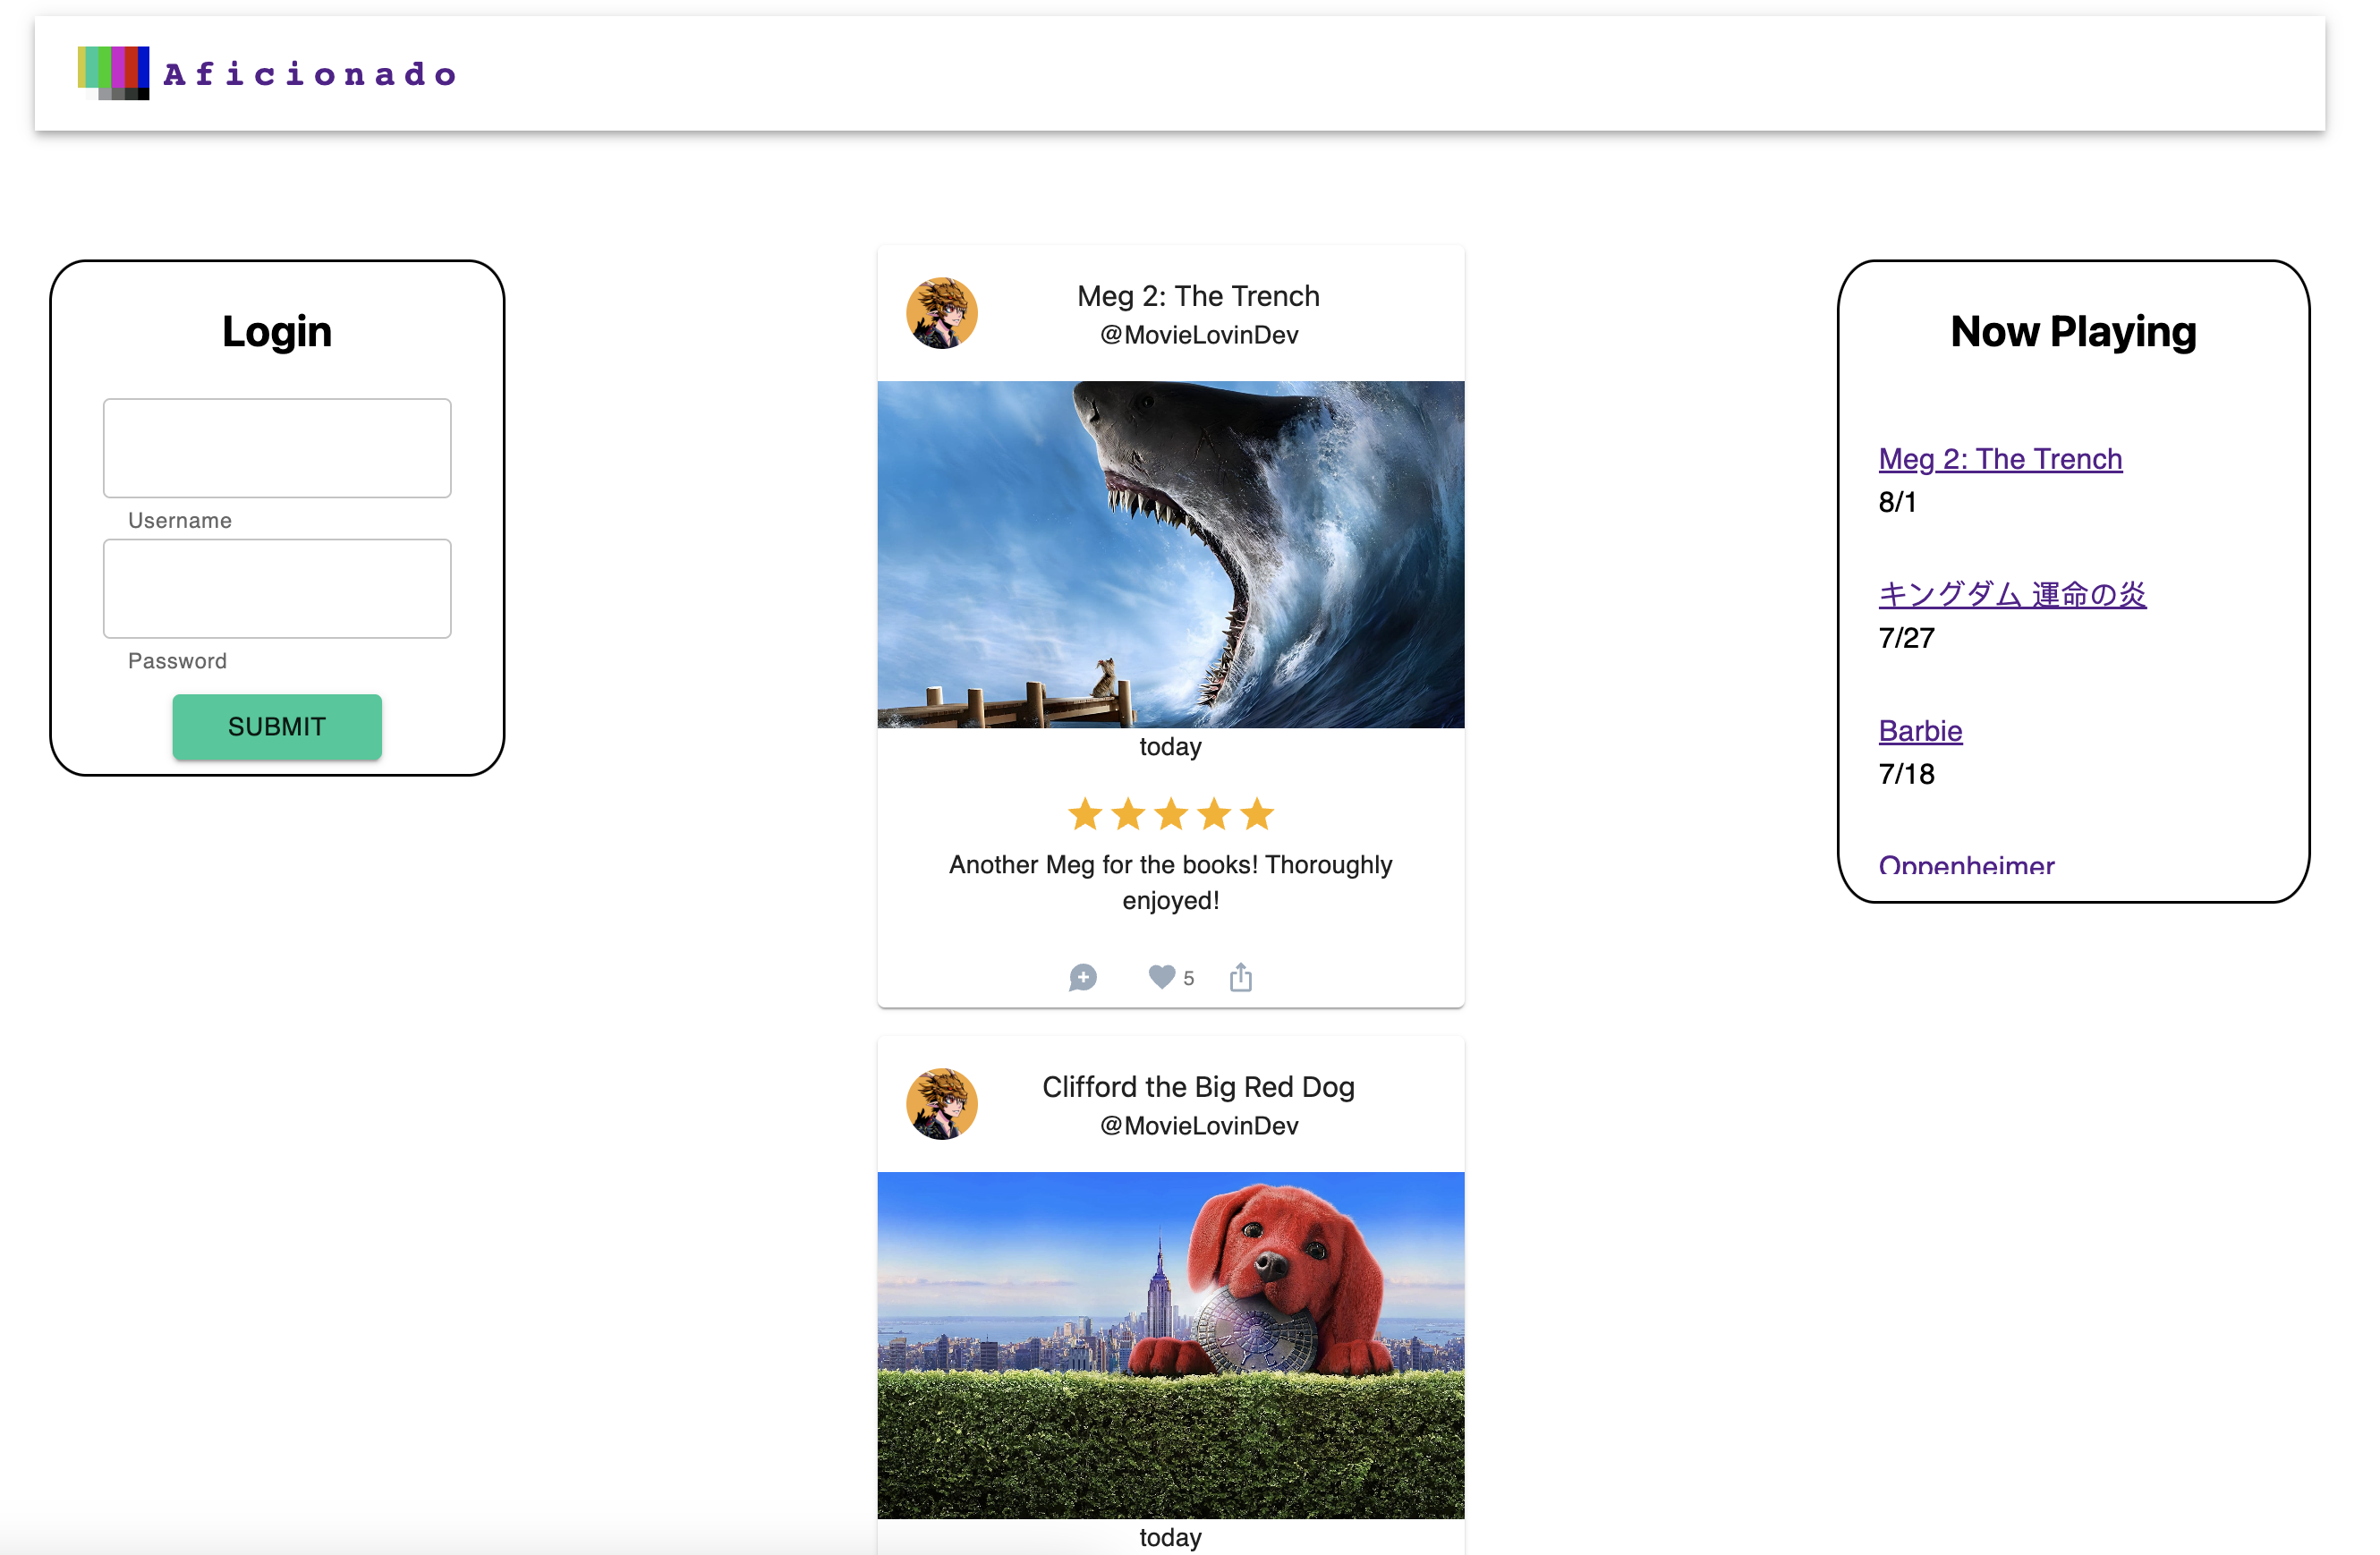 Aficionado
Login
Username
Password
SUBMIT
Meg 2: The Trench
@MovieLovinDev
today
Another Meg for the books! Thoroughly
enjoyed!
5
Clifford the Big Red Dog
@MovieLovinDev
N.Y.C.
today
Now Playing
Meg 2: The Trench
8/1
キングダム 運命の炎
7/27
Barbie
7/18
Oppenheimer